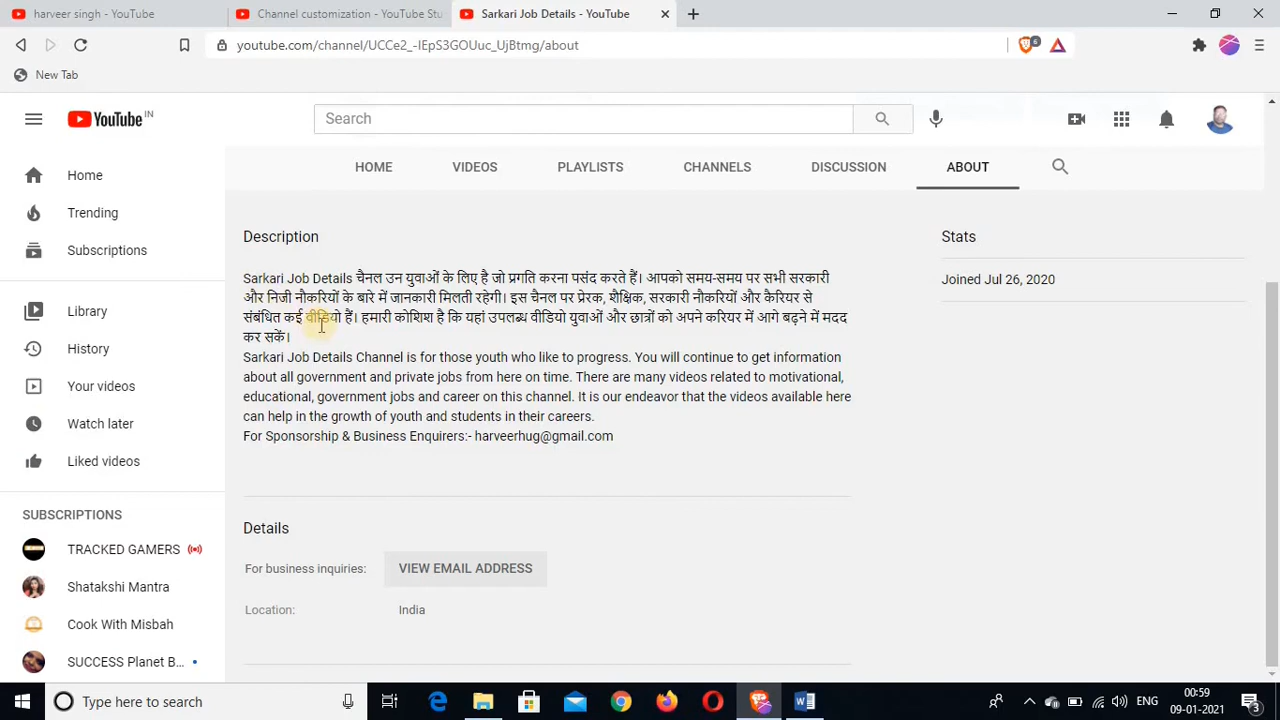 harveer singh - YouTube
Channel customization - YouTube Stu
Sarkari Job Details - YouTube
youtube.com/channel/UCCe2_-IEpS3GOUuc_UjBtmg/about
6
New Tab
YouTube IN
Search
HOME VIDEOS PLAYLISTS CHANNELS DISCUSSION ABOUT
Home
Trending
Subscriptions
Library
History
Your videos
Watch later
Liked videos
SUBSCRIPTIONS
TRACKED GAMERS
Shatakshi Mantra
Cook With Misbah
SUCCESS Planet B...
Description
Sarkari Job Details चैनल उन युवाओं के लिए है जो प्रगति करना पसंद करते हैं। आपको समय-समय पर सभी सरकारी
और निजी नौकरियों के बारे में जानकारी मिलती रहेगी। इस चैनल पर प्रेरक, शैक्षिक, सरकारी नौकरियों और कैरियर से
संबंधित कई वीडियो हैं। हमारी कोशिश है कि यहां उपलब्ध वीडियो युवाओं और छात्रों को अपने करियर में आगे बढ़ने में मदद
कर सकें।
Sarkari Job Details Channel is for those youth who like to progress. You will continue to get information
about all government and private jobs from here on time. There are many videos related to motivational,
educational, government jobs and career on this channel. It is our endeavor that the videos available here
can help in the growth of youth and students in their careers.
For Sponsorship & Business Enquirers:- harveerhug@gmail.com
Stats
Joined Jul 26, 2020
Details
For business inquiries: VIEW EMAIL ADDRESS
Location: India
Type here to search
ENG
00:59
09-01-2021
3